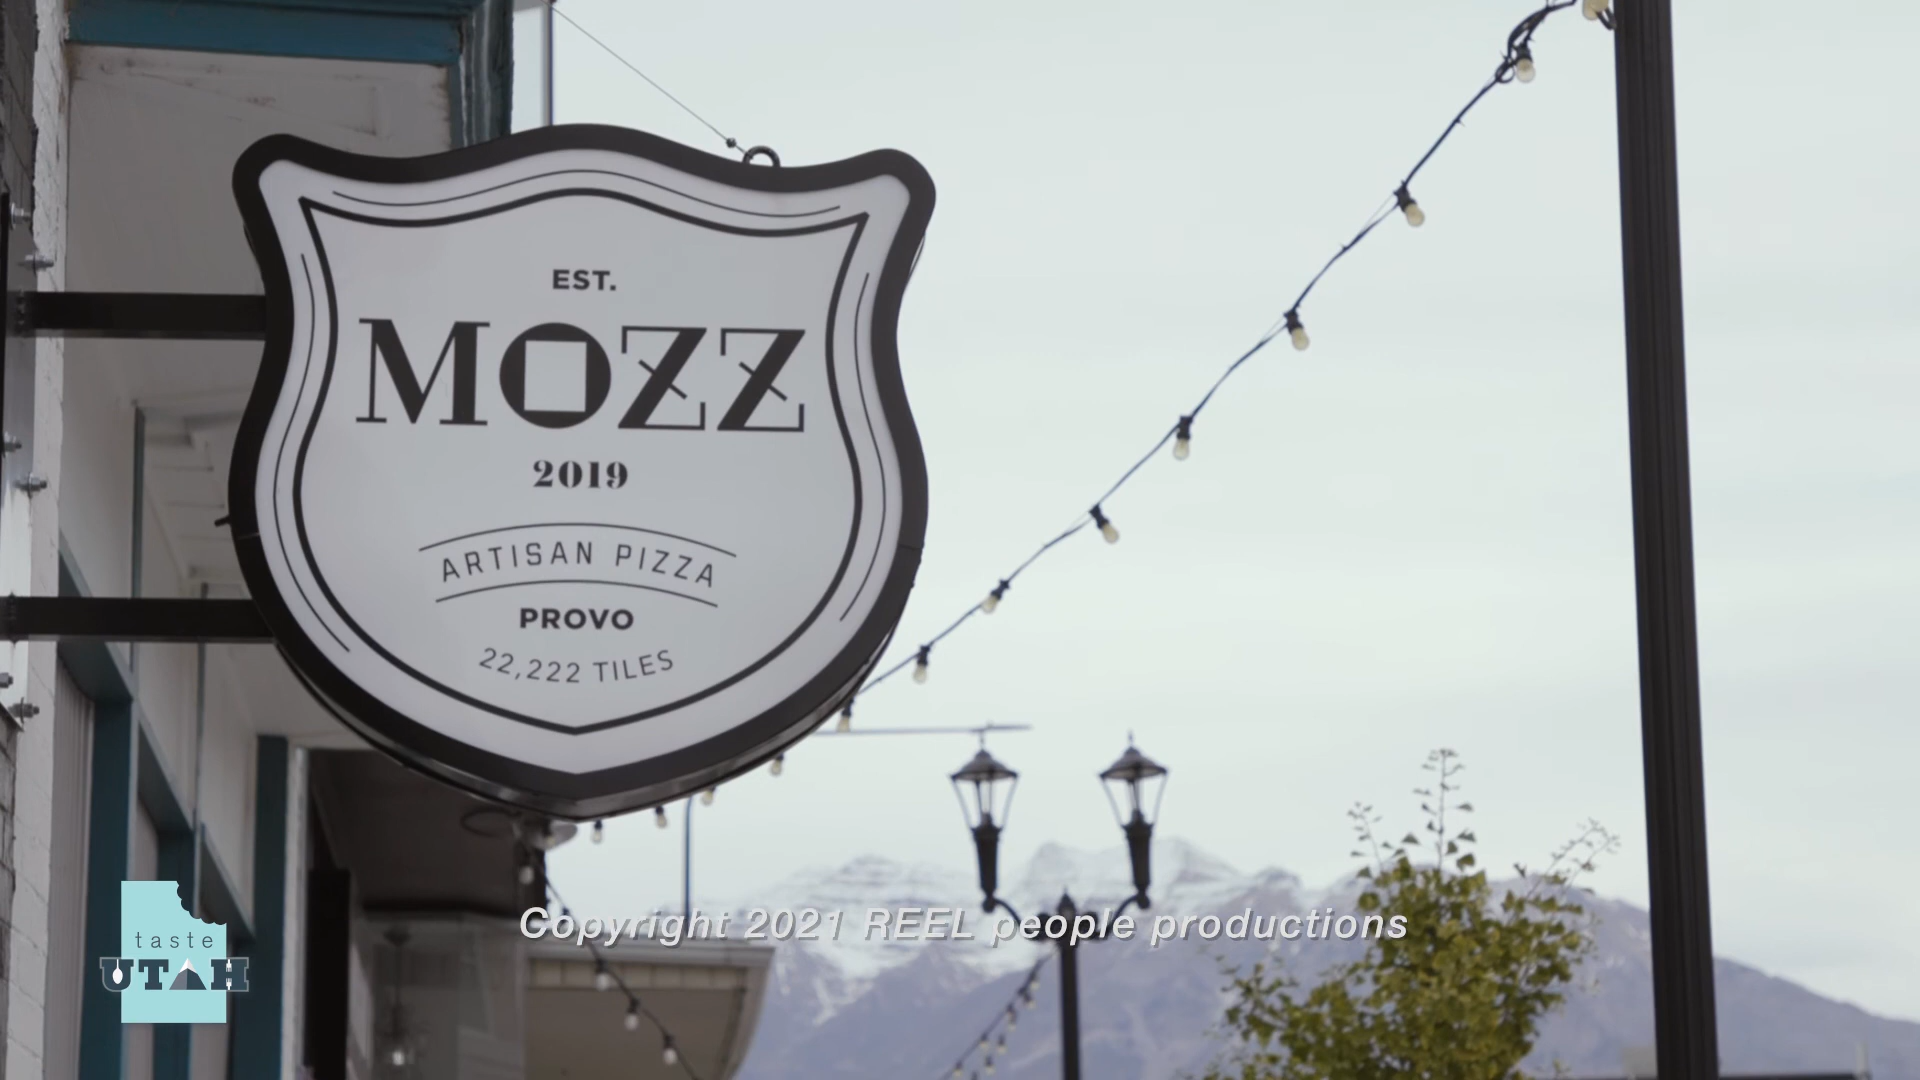 EST.
MOZZ
2019
ARTISAN PIZZA
PROVO
22,222 TILES
taste
UTAH
Copyright 2021 REEL people productions